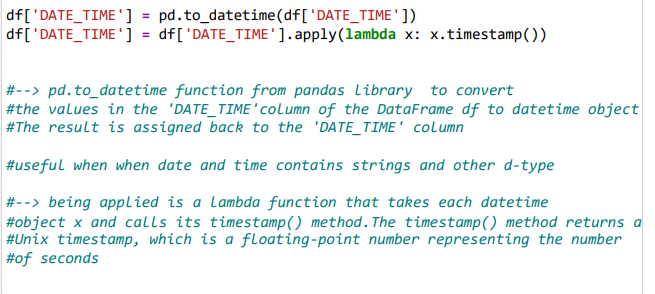 df['DATE_TIME'] = pd.to_datetime(df['DATE_TIME'])
df['DATE_TIME'] = df['DATE_TIME'].apply(lambda x: x.timestamp())
#--> pd.to_datetime function from pandas library  to convert
#the values in the 'DATE_TIME'column of the DataFrame df to datetime object
#The result is assigned back to the 'DATE_TIME' column
#useful when when date and time contains strings and other d-type
#--> being applied is a lambda function that takes each datetime
#object x and calls its timestamp() method.The timestamp() method returns a
#Unix timestamp, which is a floating-point number representing the number
#of seconds